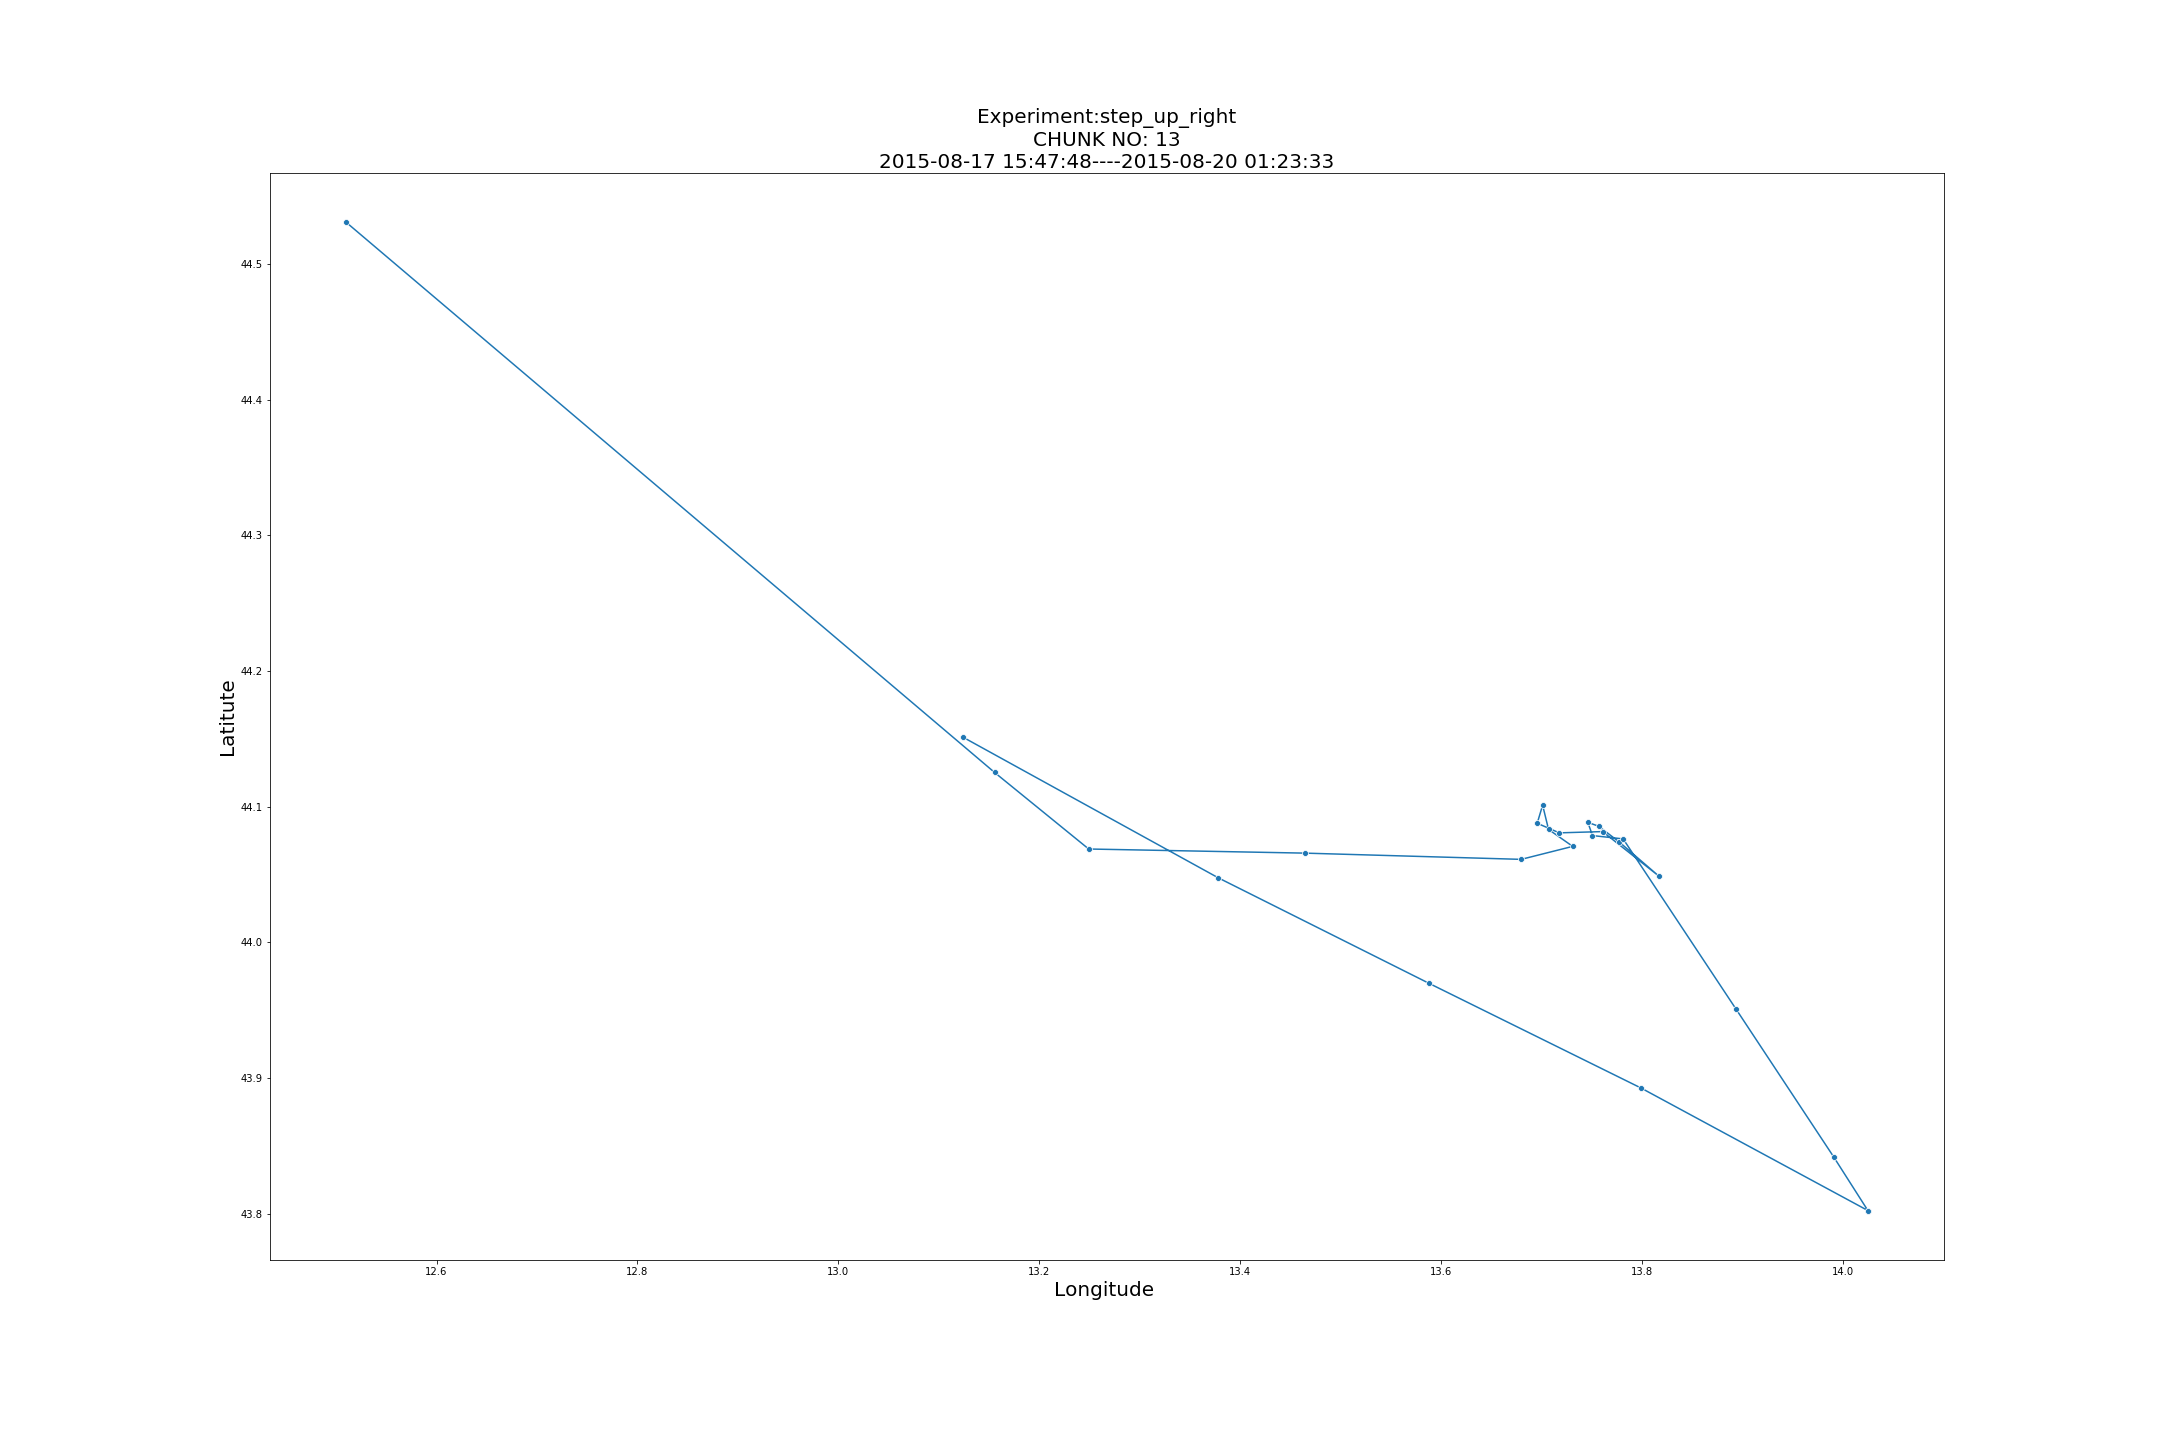 Experiment:step_up_right
CHUNK NO: 13
2015-08-17 15:47:48----2015-08-20 01:23:33
Latitute
44.5
44.4
44.3
44.2
44.1
44.0
43.9
43.8
12.6 12.8 13.0 13.2 13.4 13.6 13.8 14.0
Longitude